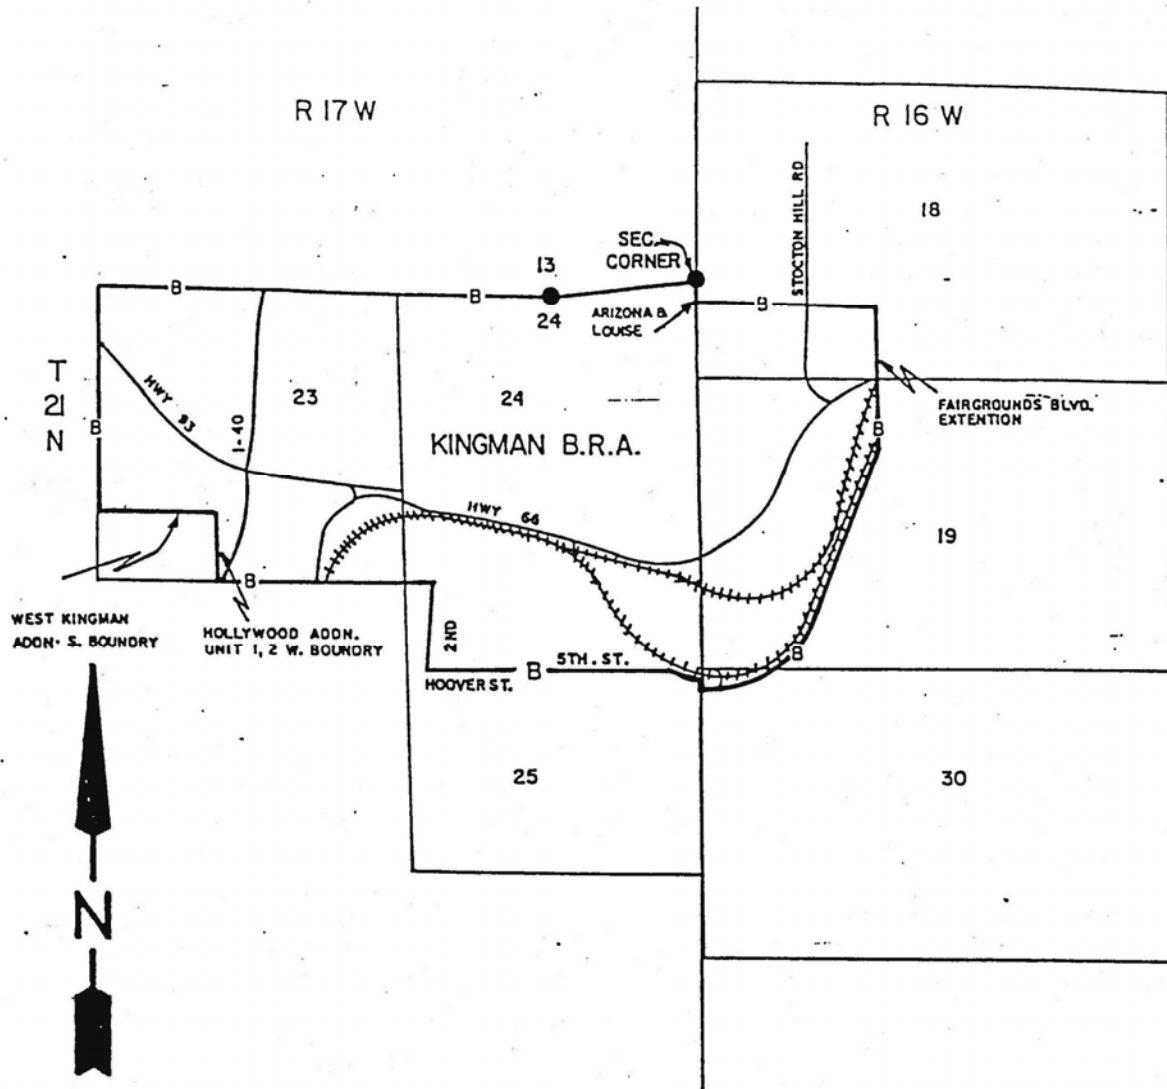 R 17 W
R 16 W
STOCTON HILL RD
18
SEC.
CORNER
13
B
B
B
24
ARIZONA &
LOUISE
T
21
N
HWY 93
I-40
23
24
B
FAIRGROUNDS BLVD.
EXTENTION
B
KINGMAN B.R.A.
HWY 66
19
B
WEST KINGMAN
ADDN. S. BOUNDRY
HOLLYWOOD ADDN.
UNIT 1, 2 W. BOUNDRY
2ND
5TH. ST.
B
B
HOOVER ST.
25
30
N